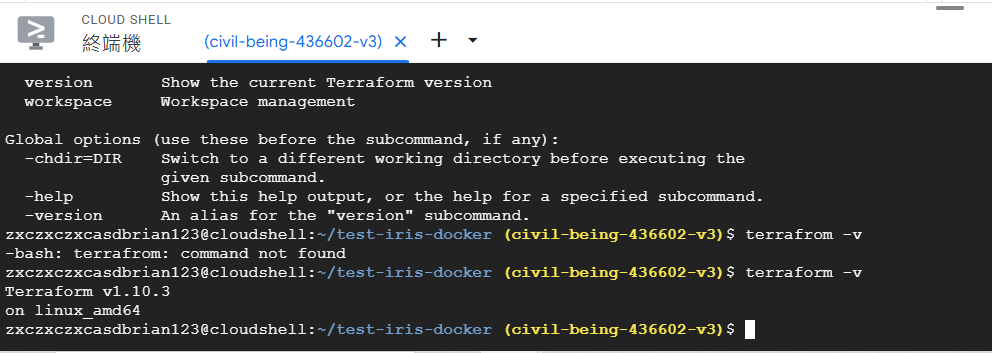 CLOUD SHELL
終端機
(civil-being-436602-v3)
version Show the current Terraform version
workspace Workspace management
Global options (use these before the subcommand, if any):
-chdir=DIR Switch to a different working directory before executing the
given subcommand.
-help Show this help output, or the help for a specified subcommand.
-version An alias for the "version" subcommand.
zxczxczxcasdbrian123@cloudshell:~/test-iris-docker (civil-being-436602-v3)$ terrafrom -v
-bash: terrafrom: command not found
zxczxczxcasdbrian123@cloudshell:~/test-iris-docker (civil-being-436602-v3)$ terraform -v
Terraform v1.10.3
on linux_amd64
zxczxczxcasdbrian123@cloudshell:~/test-iris-docker (civil-being-436602-v3)$